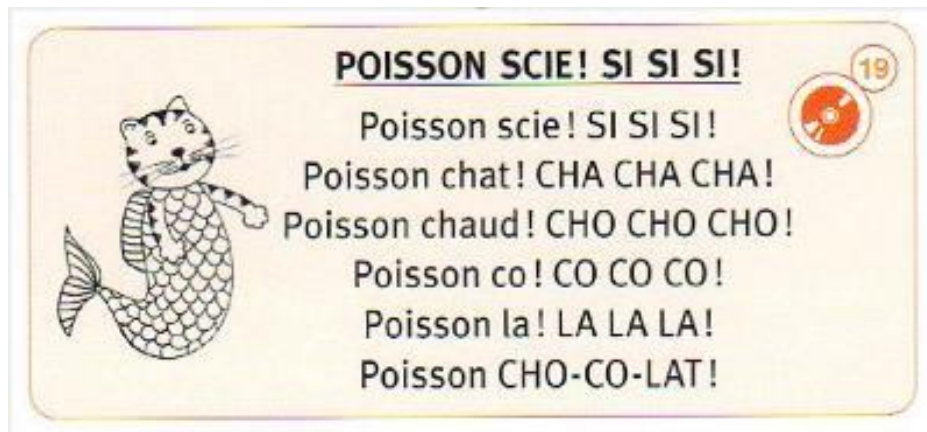 POISSON SCIE! SI SI SI!
19
Poisson scie! SI SI SI!
Poisson chat! CHA CHA CHA!
Poisson chaud! CHO CHO CHO!
Poisson co! CO CO CO!
Poisson la! LA LA LA!
Poisson CHO-CO-LAT!